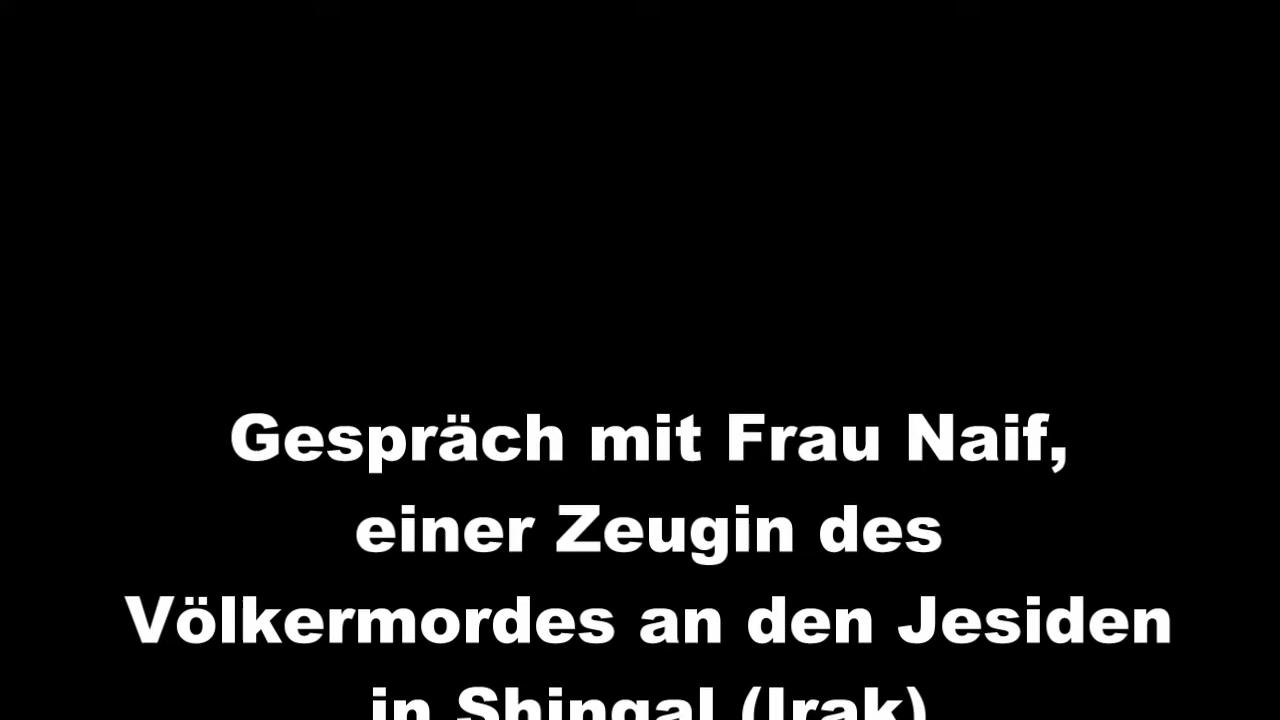 Gespräch mit Frau Naif,
einer Zeugin des
Völkermordes an den Jesiden
in Shingal (Irak)